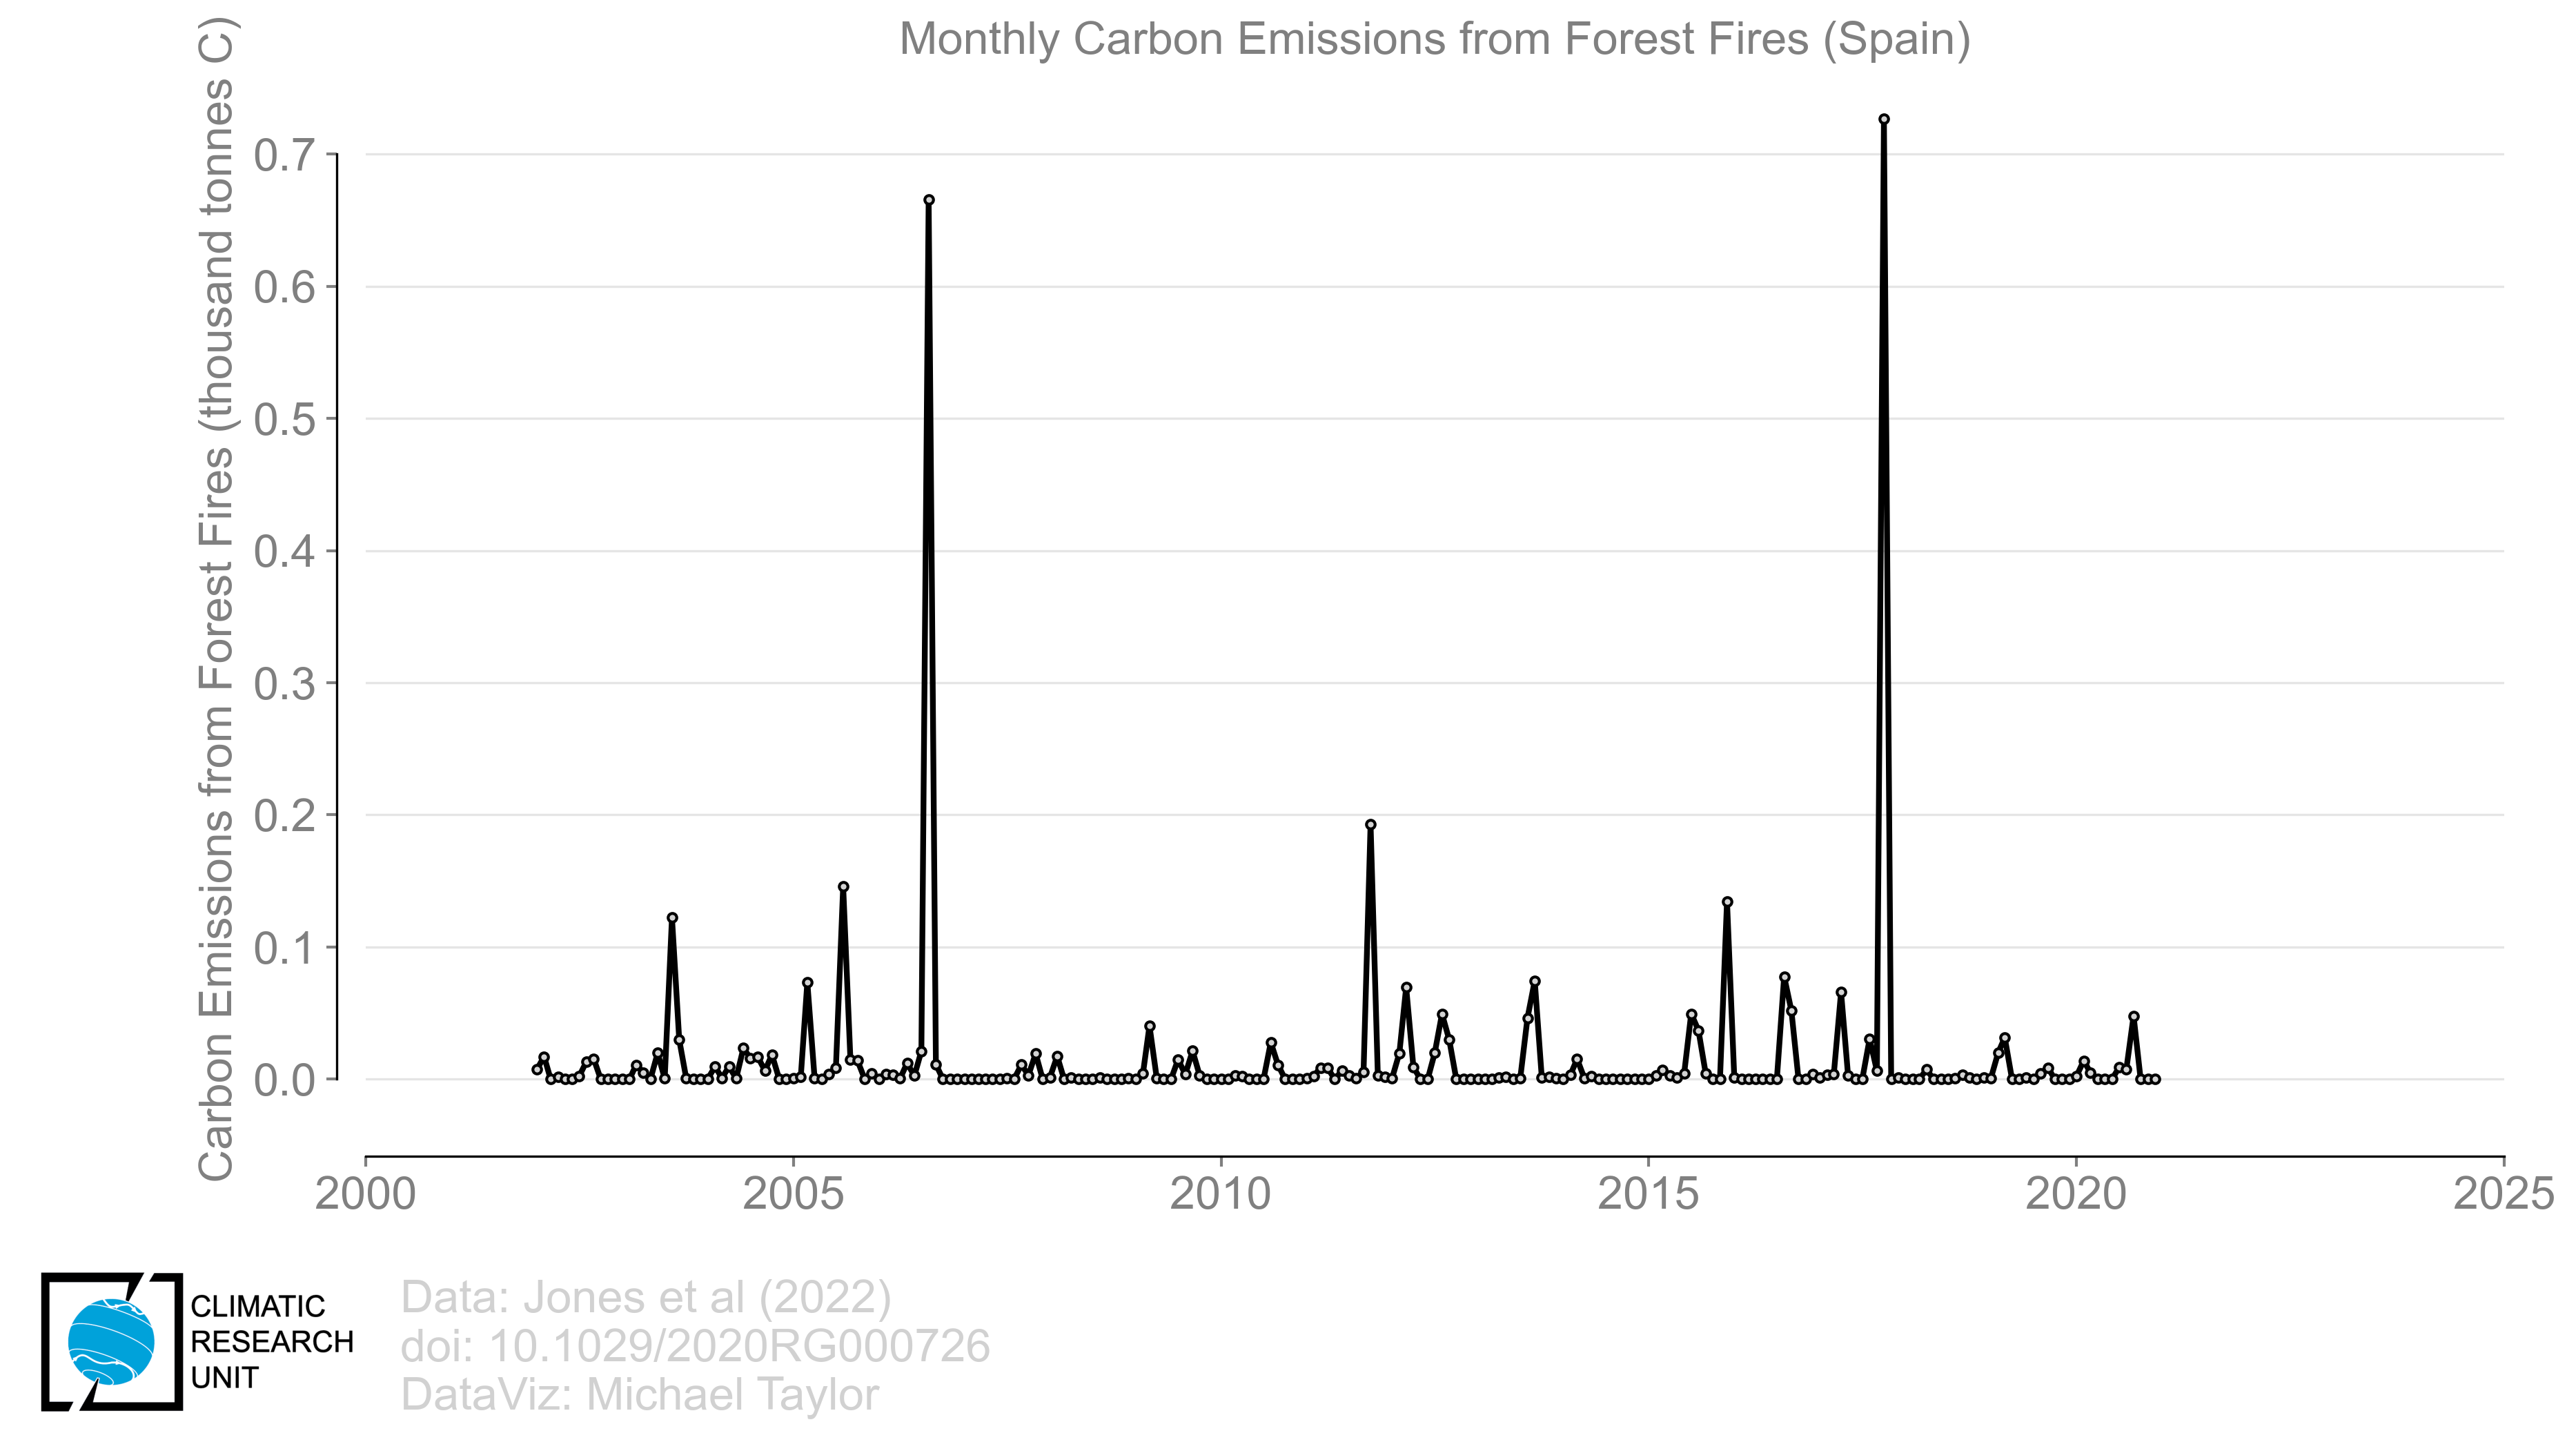 Monthly Carbon Emissions from Forest Fires (Spain)
Carbon Emissions from Forest Fires (thousand tonnes C)
0.7
0.6
0.5
0.4
0.3
0.2
0.1
0.0
2000 2005 2010 2015 2020 2025
CLIMATIC
RESEARCH
UNIT
Data: Jones et al (2022)
doi: 10.1029/2020RG000726
DataViz: Michael Taylor